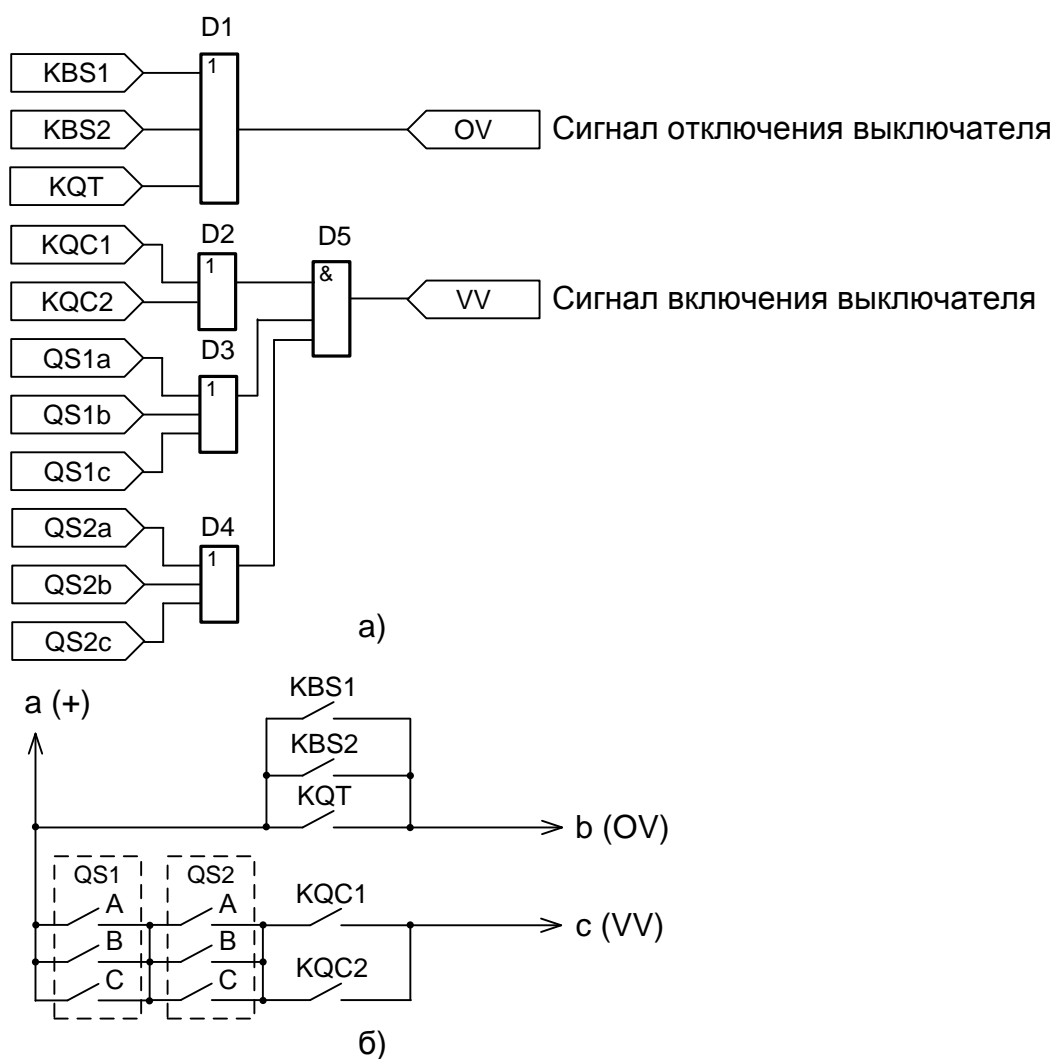 D1
KBS1
1
KBS2
OV
Сигнал отключения выключателя
KQT
KQC1
D2
D5
1
&
KQC2
VV
Сигнал включения выключателя
QS1a
D3
1
QS1b
QS1c
QS2a
D4
1
QS2b
QS2c
а)
a (+)
KBS1
KBS2
KQT
b (OV)
QS1
QS2
KQC1
A
A
c (VV)
B
B
KQC2
C
C
б)